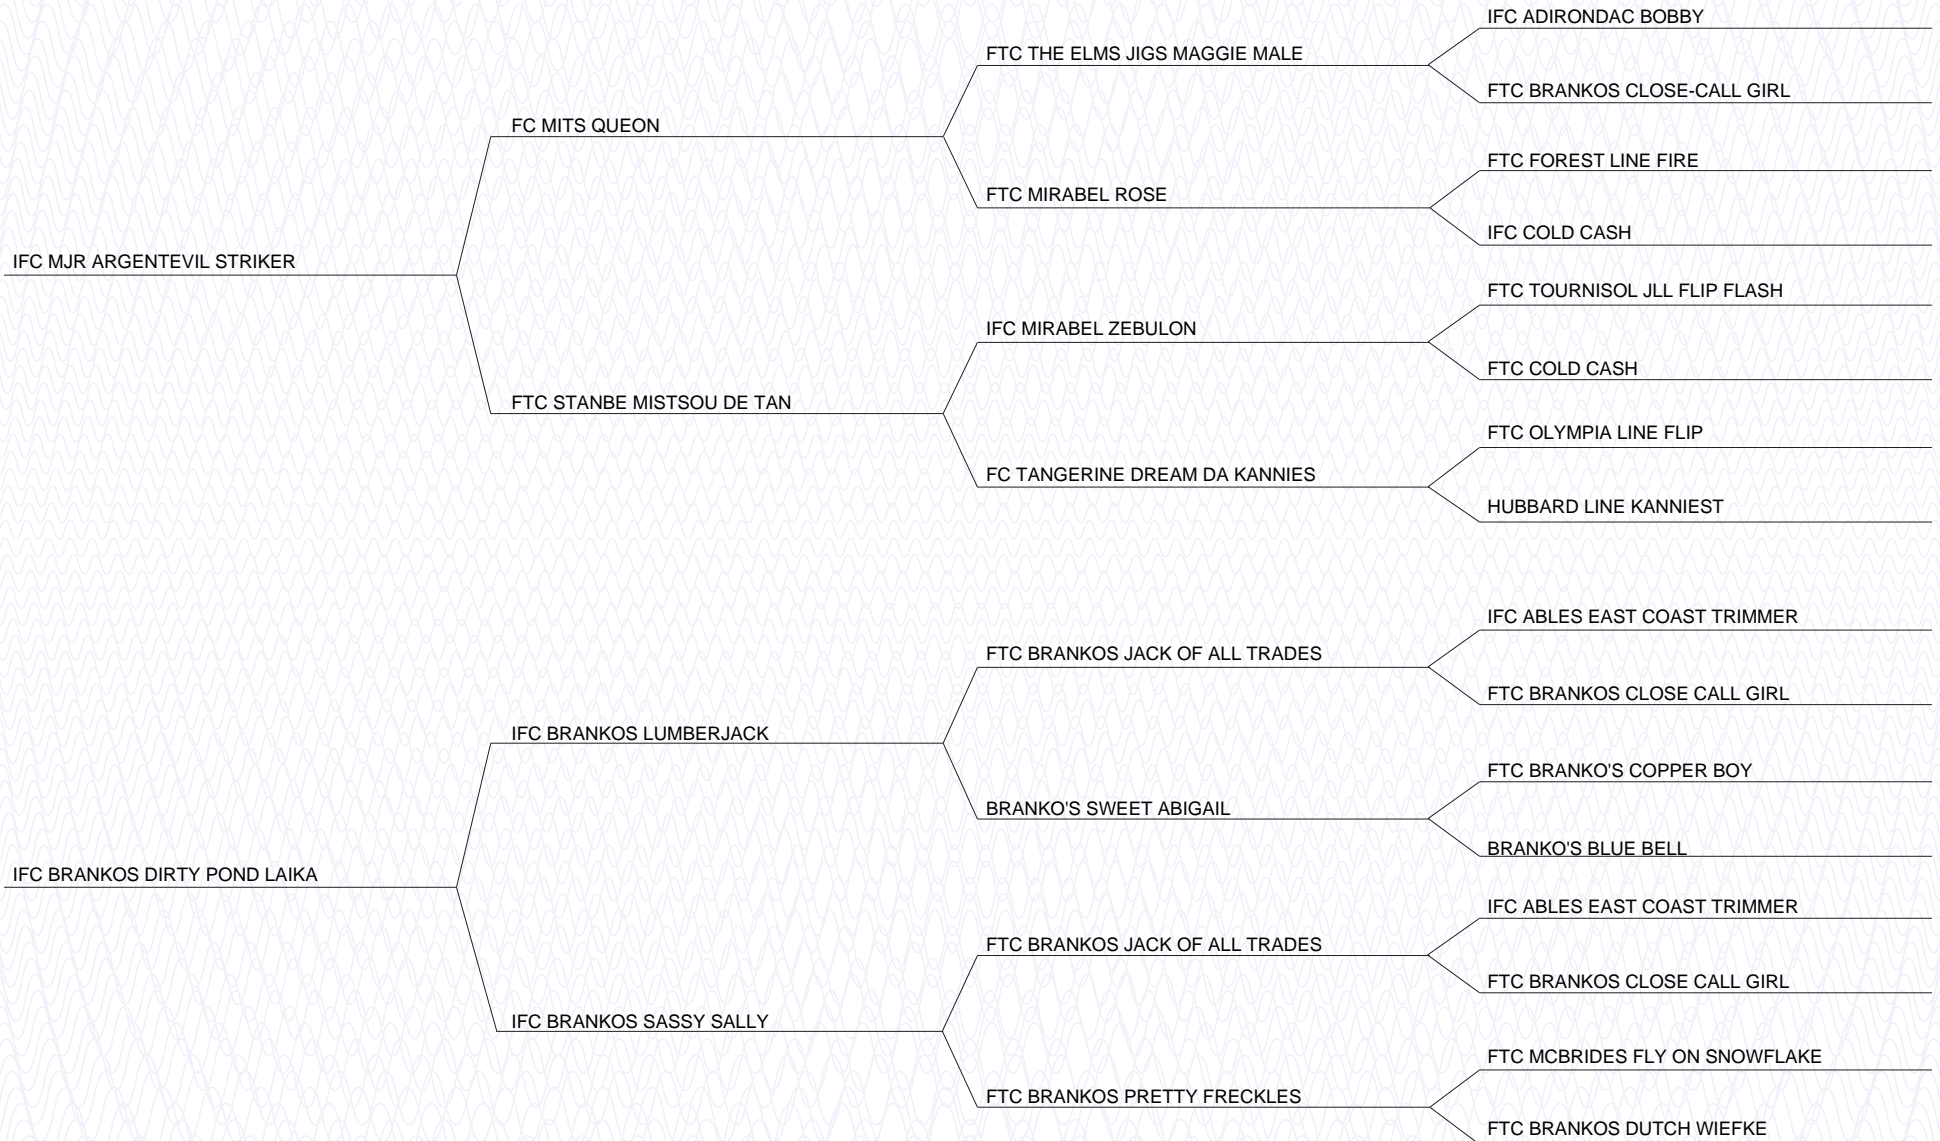 IFC ADIRONDAC BOBBY
FTC THE ELMS JIGS MAGGIE MALE
FTC BRANKOS CLOSE-CALL GIRL
FC MITS QUEON
FTC FOREST LINE FIRE
FTC MIRABEL ROSE
IFC COLD CASH
IFC MJR ARGENTEVIL STRIKER
FTC TOURNISOL JLL FLIP FLASH
IFC MIRABEL ZEBULON
FTC COLD CASH
FTC STANBE MISTSOU DE TAN
FTC OLYMPIA LINE FLIP
FC TANGERINE DREAM DA KANNIES
HUBBARD LINE KANNIEST
IFC ABLES EAST COAST TRIMMER
FTC BRANKOS JACK OF ALL TRADES
FTC BRANKOS CLOSE CALL GIRL
IFC BRANKOS LUMBERJACK
FTC BRANKO'S COPPER BOY
BRANKO'S SWEET ABIGAIL
BRANKO'S BLUE BELL
IFC BRANKOS DIRTY POND LAIKA
IFC ABLES EAST COAST TRIMMER
FTC BRANKOS JACK OF ALL TRADES
FTC BRANKOS CLOSE CALL GIRL
IFC BRANKOS SASSY SALLY
FTC MCBRIDES FLY ON SNOWFLAKE
FTC BRANKOS PRETTY FRECKLES
FTC BRANKOS DUTCH WIEFKE